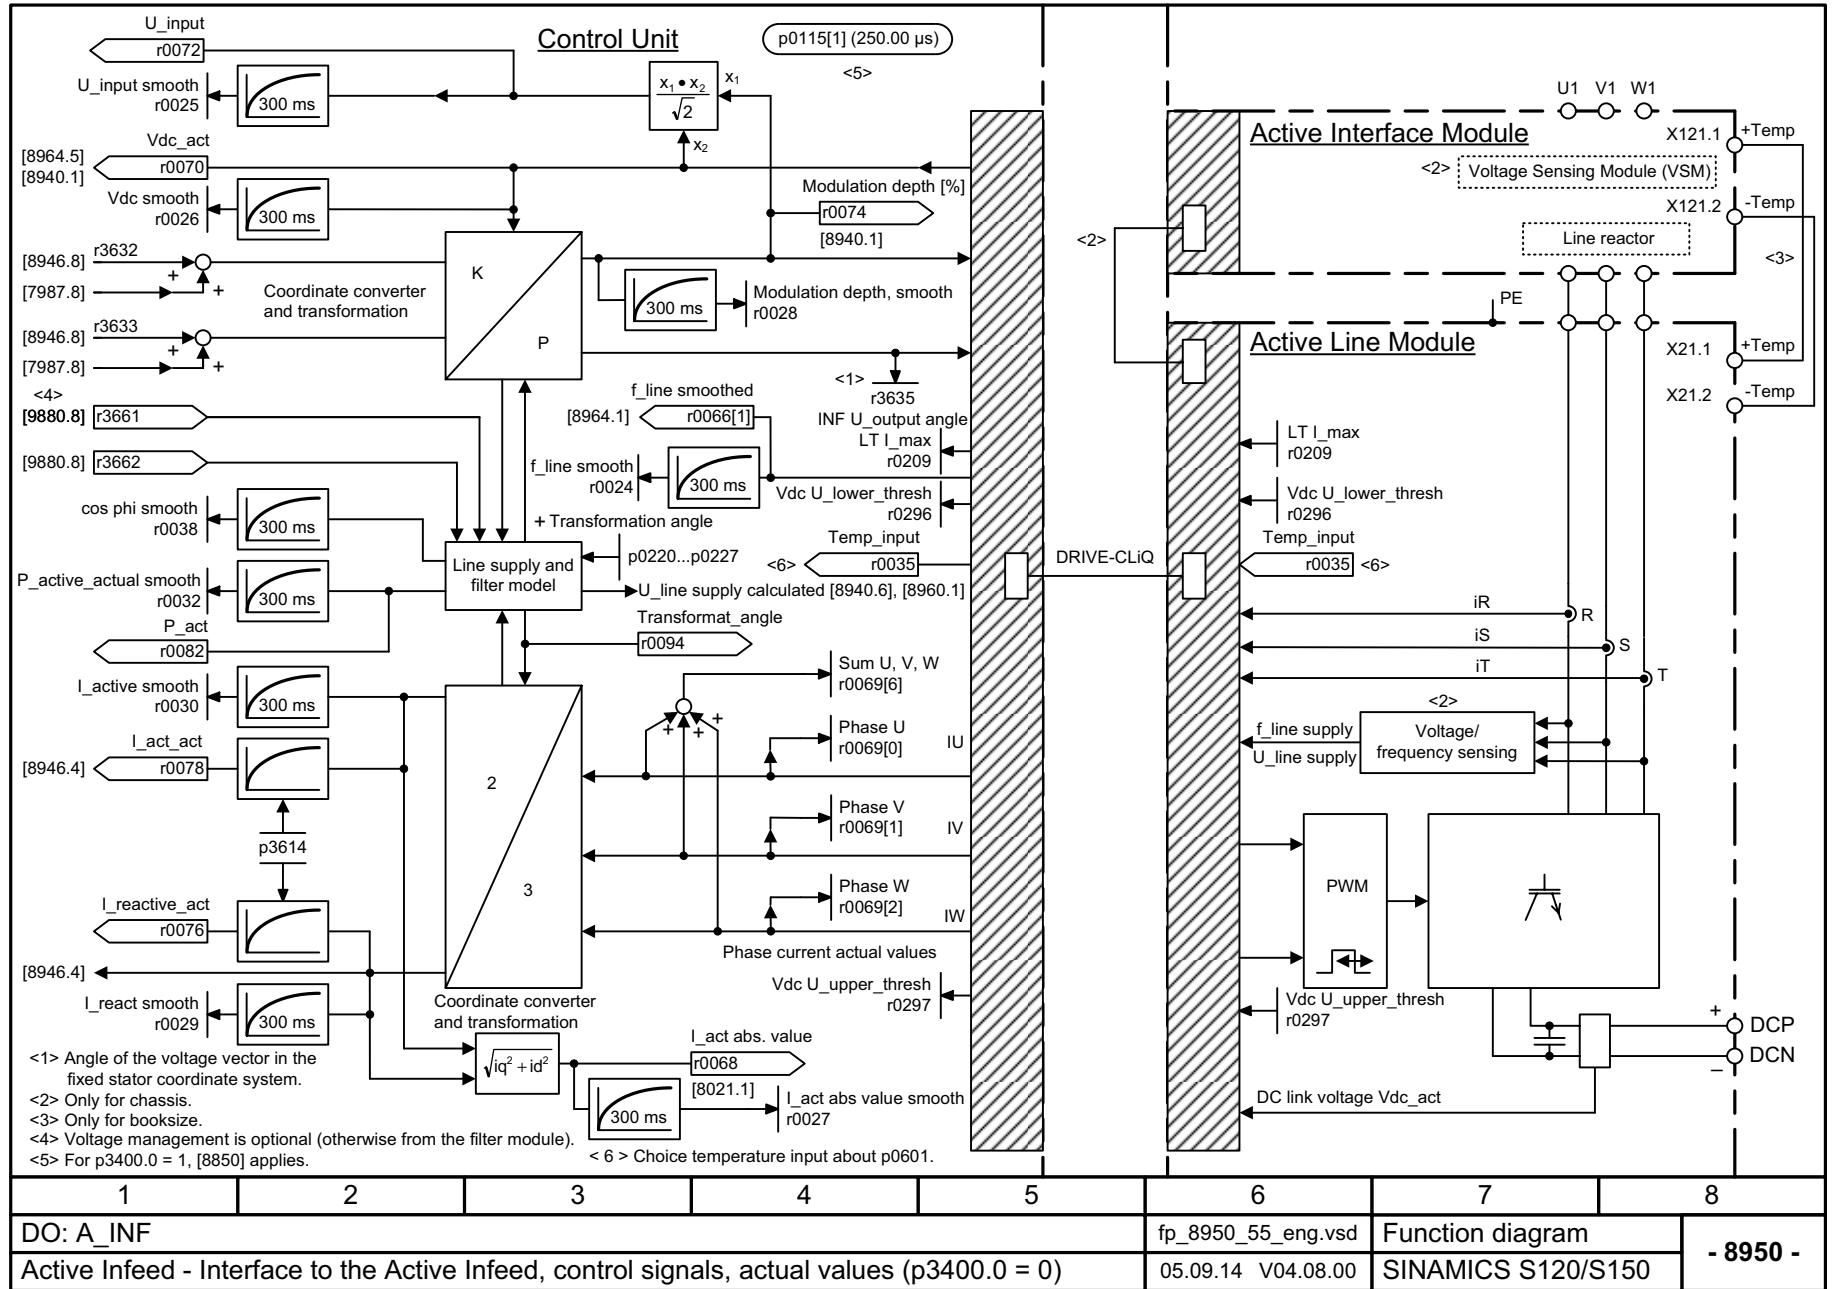 U_input
r0072
Control Unit
p0115[1] (250.00 µs)
<5>
U_input smooth
r0025
300 ms
x1 • x2
√2
x1
x2
Vdc_act
[8964.5]
[8940.1]
r0070
Vdc smooth
r0026
300 ms
Modulation depth [%]
r0074
[8940.1]
[8946.8]
r3632
+
+
[7987.8]
Coordinate converter
and transformation
K
P
300 ms
Modulation depth, smooth
r0028
[8946.8]
r3633
+
+
[7987.8]
<4>
[9880.8]
r3661
[9880.8]
r3662
<1>
r3635
INF U_output angle
f_line smoothed
[8964.1]
r0066[1]
LT I_max
r0209
f_line smooth
r0024
300 ms
Vdc U_lower_thresh
r0296
cos phi smooth
r0038
300 ms
+ Transformation angle
p0220...p0227
Line supply and
filter model
Temp_input
<6>
r0035
U_line supply calculated [8940.6], [8960.1]
P_active_actual smooth
r0032
300 ms
P_act
r0082
Transformat_angle
r0094
I_active smooth
r0030
300 ms
Sum U, V, W
r0069[6]
+
+
+
I_act_act
[8946.4]
r0078
Phase U
r0069[0]
IU
2
3
p3614
Phase V
r0069[1]
IV
I_reactive_act
r0076
Phase W
r0069[2]
IW
Phase current actual values
[8946.4]
I_react smooth
r0029
300 ms
Vdc U_upper_thresh
r0297
Coordinate converter
and transformation
√iq² + id²
I_act abs. value
r0068
[8021.1]
300 ms
I_act abs value smooth
r0027
<1> Angle of the voltage vector in the
fixed stator coordinate system.
<2> Only for chassis.
<3> Only for booksize.
<4> Voltage management is optional (otherwise from the filter module).
<5> For p3400.0 = 1, [8850] applies.
< 6 > Choice temperature input about p0601.
DRIVE-CLiQ
<2>
U1
V1
W1
Active Interface Module
X121.1
+Temp
<2>
Voltage Sensing Module (VSM)
X121.2
-Temp
Line reactor
<3>
PE
Active Line Module
X21.1
+Temp
X21.2
-Temp
LT I_max
r0209
Vdc U_lower_thresh
r0296
Temp_input
r0035
<6>
iR
R
iS
S
iT
T
<2>
f_line supply
U_line supply
Voltage/
frequency sensing
PWM
Vdc U_upper_thresh
r0297
+
DCP
DCN
–
DC link voltage Vdc_act
1
2
3
4
5
6
7
8
DO: A_INF
fp_8950_55_eng.vsd
Function diagram
- 8950 -
Active Infeed - Interface to the Active Infeed, control signals, actual values (p3400.0 = 0)
05.09.14 V04.08.00
SINAMICS S120/S150